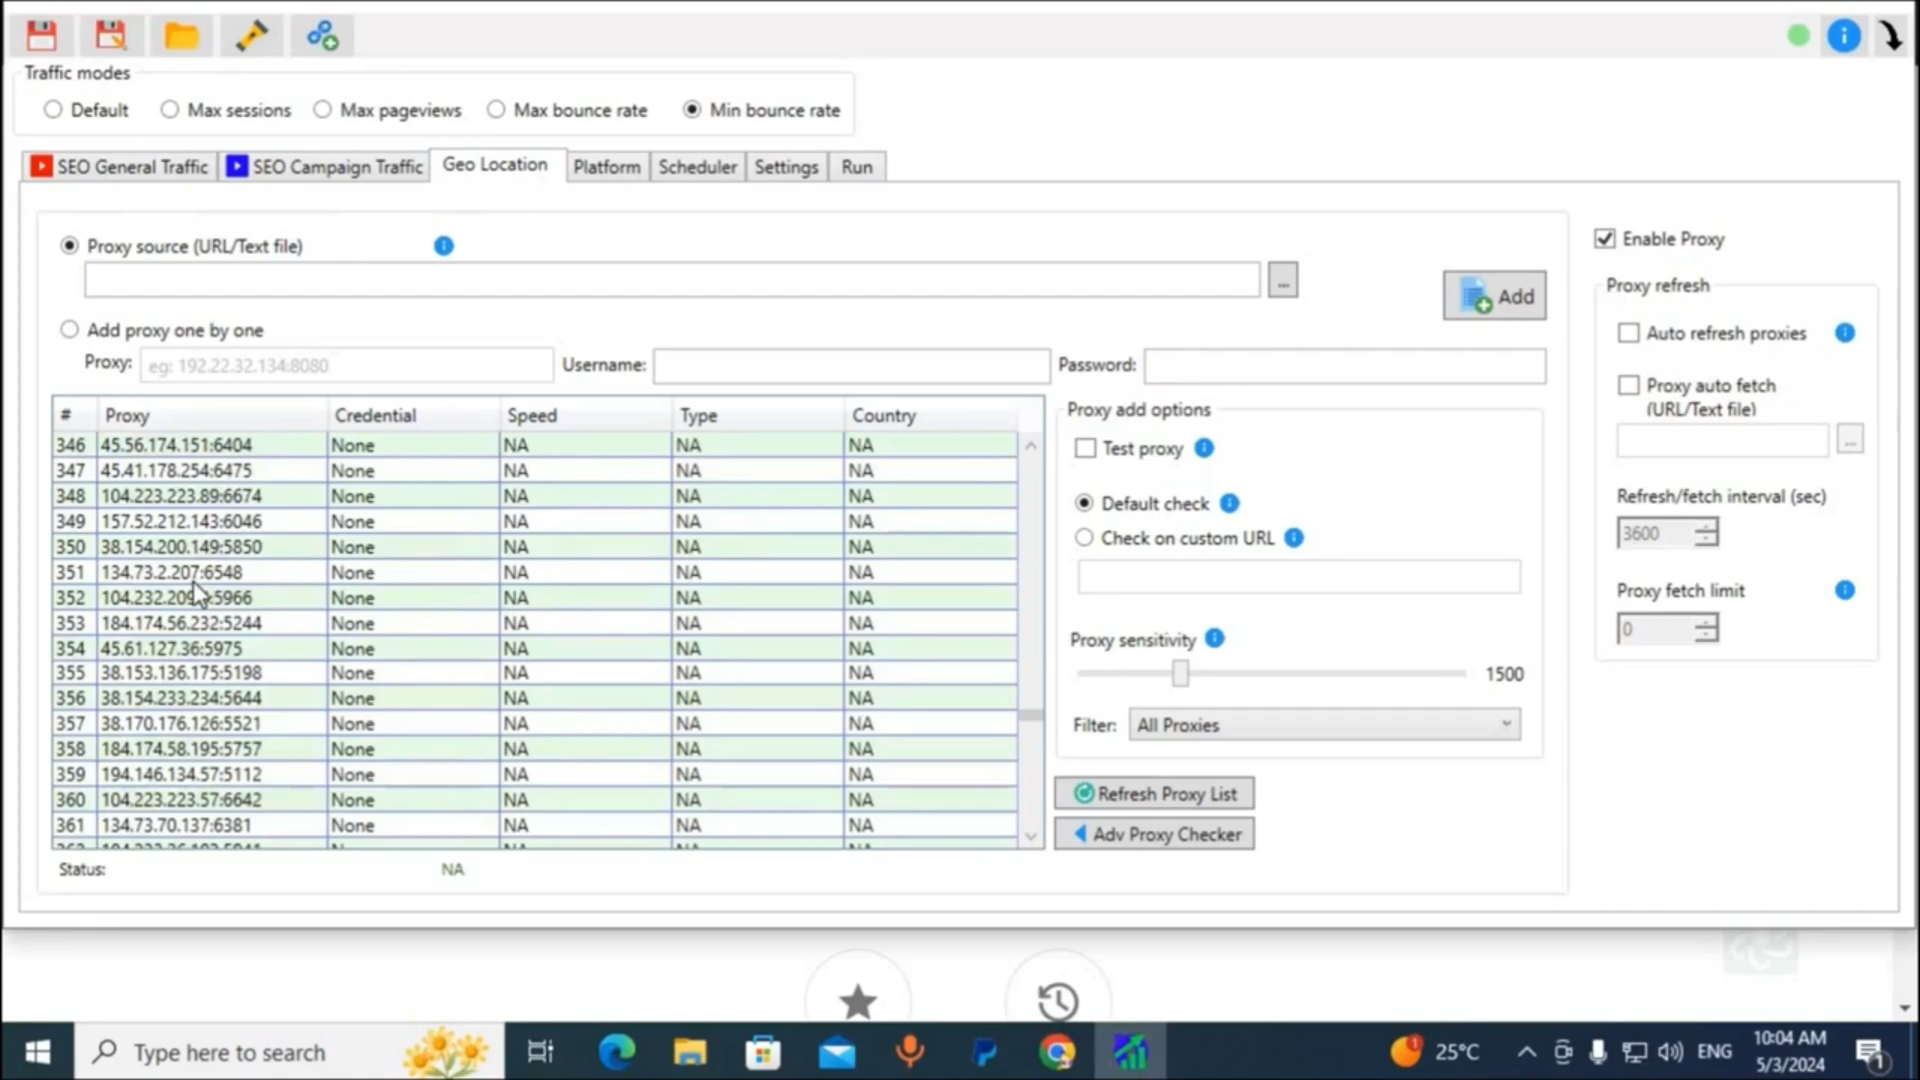 Traffic modes
Default Max sessions Max pageviews Max bounce rate Min bounce rate
SEO General Traffic SEO Campaign Traffic Geo Location Platform Scheduler Settings Run
Proxy source (URL/Text file)
...
Add
Add proxy one by one
Proxy: eg: 192.22.32.134:8080 Username: Password:
# Proxy Credential Speed Type Country
346 45.56.174.151:6404 None NA NA NA
347 45.41.178.254:6475 None NA NA NA
348 104.223.223.89:6674 None NA NA NA
349 157.52.212.143:6046 None NA NA NA
350 38.154.200.149:5850 None NA NA NA
351 134.73.2.207:6548 None NA NA NA
352 None NA NA NA
353 184.174.56.232:5244 None NA NA NA
354 45.61.127.36:5975 None NA NA NA
355 38.153.136.175:5198 None NA NA NA
356 38.154.233.234:5644 None NA NA NA
357 38.170.176.126:5521 None NA NA NA
358 184.174.58.195:5757 None NA NA NA
359 194.146.134.57:5112 None NA NA NA
360 104.223.223.57:6642 None NA NA NA
361 134.73.70.137:6381 None NA NA NA
Status: NA
Proxy add options
Test proxy
Default check
Check on custom URL
Proxy sensitivity
1500
Filter: All Proxies
Refresh Proxy List
Adv Proxy Checker
Enable Proxy
Proxy refresh
Auto refresh proxies
Proxy auto fetch
(URL/Text file)
...
Refresh/fetch interval (sec)
3600
Proxy fetch limit
0
Type here to search
25°C
ENG
10:04 AM
5/3/2024
1